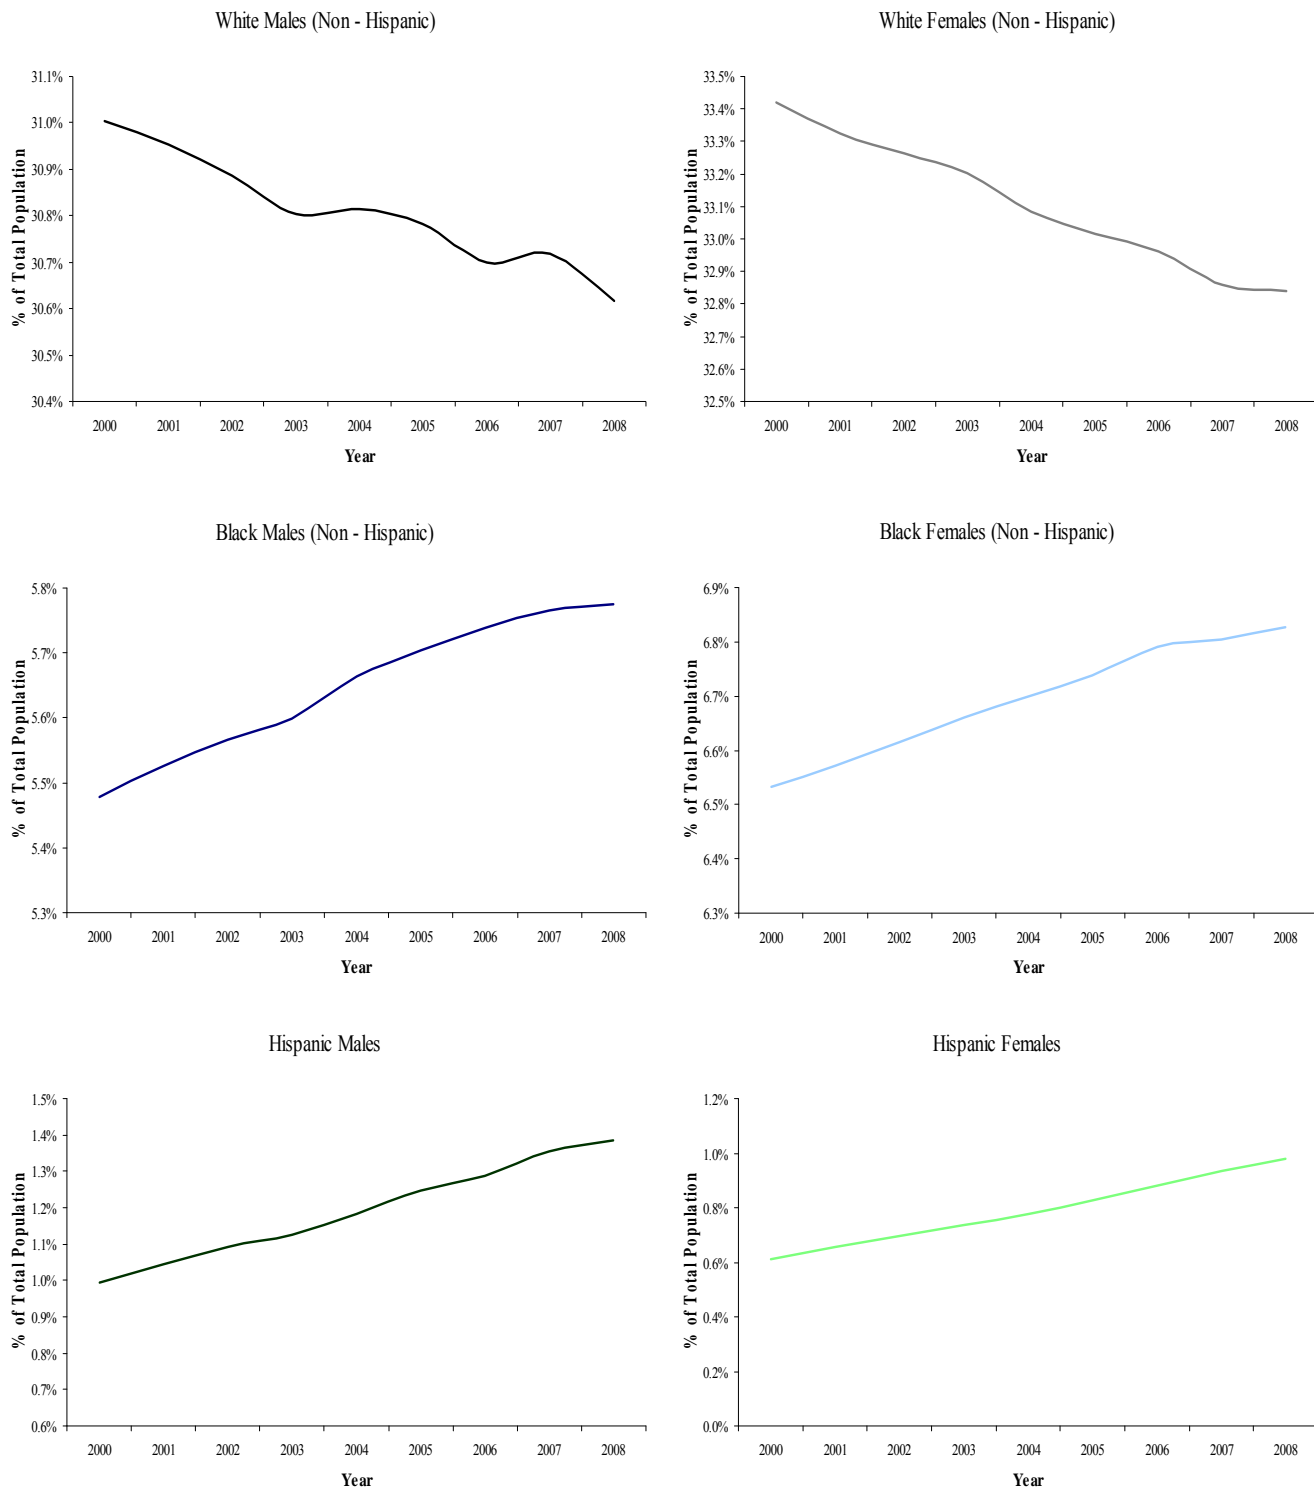 White Males (Non - Hispanic)
31.1%
31.0%
30.9%
30.8%
30.7%
30.6%
30.5%
30.4%
% of Total Population
2000 2001 2002 2003 2004 2005 2006 2007 2008
Year
White Females (Non - Hispanic)
33.5%
33.4%
33.3%
33.2%
33.1%
33.0%
32.9%
32.8%
32.7%
32.6%
32.5%
% of Total Population
2000 2001 2002 2003 2004 2005 2006 2007 2008
Year
Black Males (Non - Hispanic)
5.8%
5.7%
5.6%
5.5%
5.4%
5.3%
% of Total Population
2000 2001 2002 2003 2004 2005 2006 2007 2008
Year
Black Females (Non - Hispanic)
6.9%
6.8%
6.7%
6.6%
6.5%
6.4%
6.3%
% of Total Population
2000 2001 2002 2003 2004 2005 2006 2007 2008
Year
Hispanic Males
1.5%
1.4%
1.3%
1.2%
1.1%
1.0%
0.9%
0.8%
0.7%
0.6%
% of Total Population
2000 2001 2002 2003 2004 2005 2006 2007 2008
Year
Hispanic Females
1.2%
1.0%
0.8%
0.6%
0.4%
0.2%
0.0%
% of Total Population
2000 2001 2002 2003 2004 2005 2006 2007 2008
Year